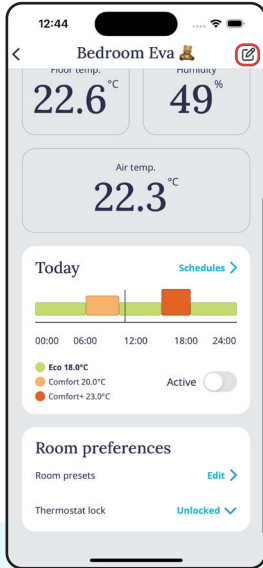 12:44
Bedroom Eva 🧸
Floor temp. Humidity
22.6 °C 49 %
Air temp.
22.3 °C
Today Schedules
00:00 06:00 12:00 18:00 24:00
Eco 18.0°C
Comfort 20.0°C
Comfort+ 23.0°C
Active
Room preferences
Room presets Edit
Thermostat lock Unlocked